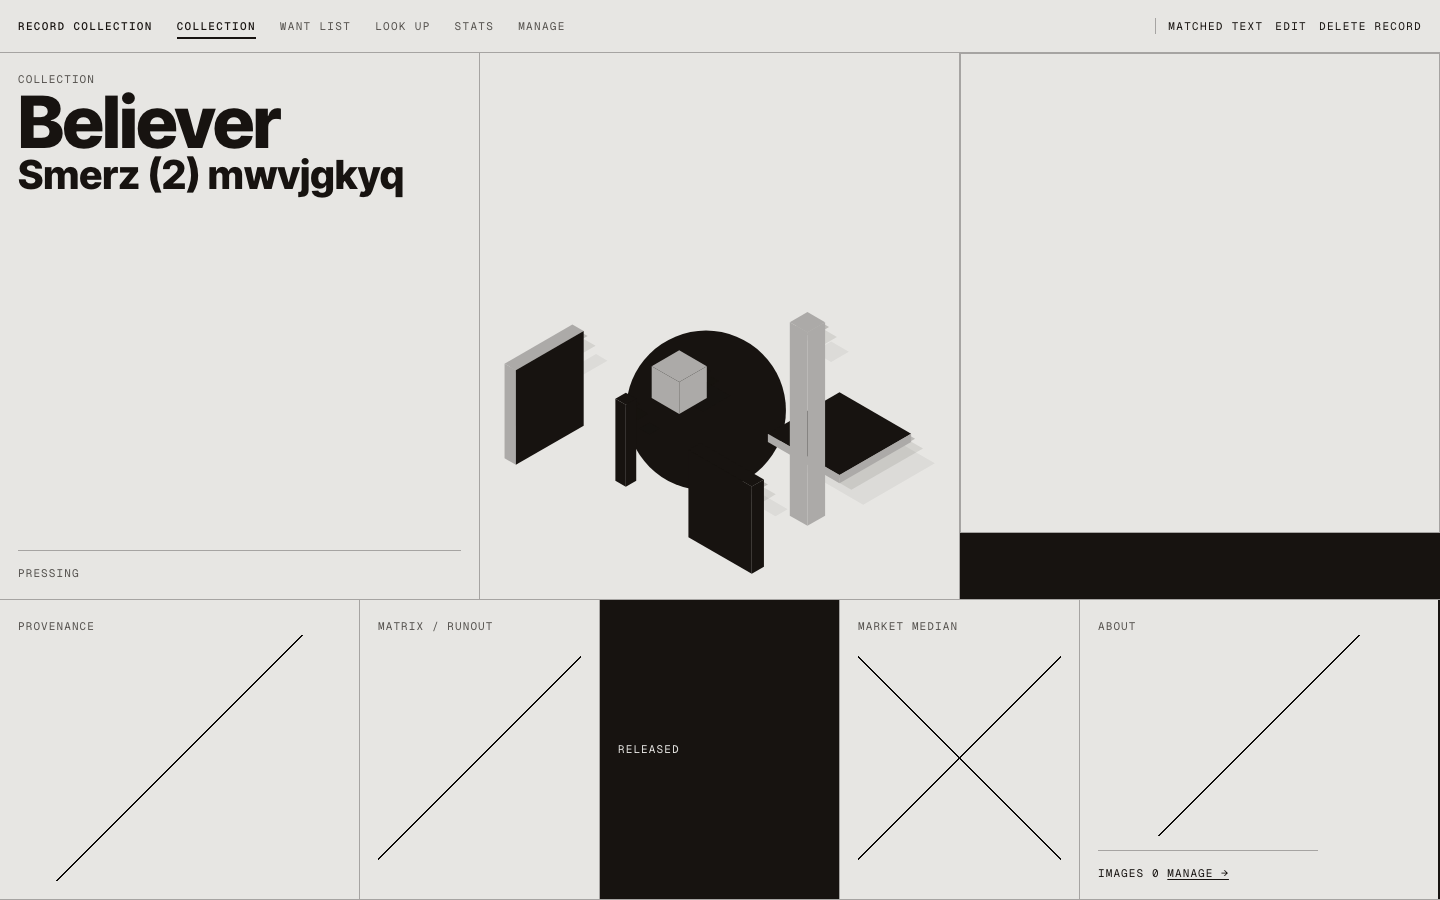 RECORD COLLECTION COLLECTION WANT LIST LOOK UP STATS MANAGE MATCHED TEXT EDIT DELETE RECORD
COLLECTION
Believer
Smerz (2) mwvjgkyq
PRESSING
PROVENANCE
MATRIX / RUNOUT
RELEASED
MARKET MEDIAN
ABOUT
IMAGES 0 MANAGE →